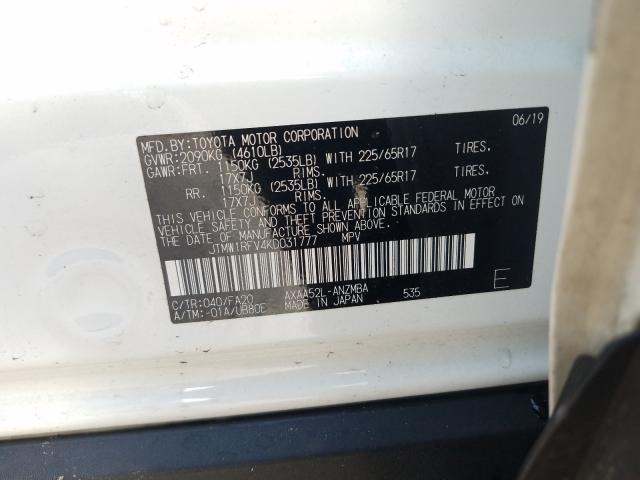 MFD.BY:TOYOTA MOTOR CORPORATION 06/19
GVWR:2090KG (4610LB)
GAWR:FRT. 1150KG (2535LB) WITH 225/65R17 TIRES.
17X7J RIMS.
RR. 1150KG (2535LB) WITH 225/65R17 TIRES.
17X7J RIMS.
THIS VEHICLE CONFORMS TO ALL APPLICABLE FEDERAL MOTOR
VEHICLE SAFETY AND THEFT PREVENTION STANDARDS IN EFFECT ON
THE DATE OF MANUFACTURE SHOWN ABOVE.
JTMW1RFV4KD031777 MPV
C/TR:040/FA20 AXAA52L-ANZMBA 535 E
A/TM:-01A/UB80E MADE IN JAPAN